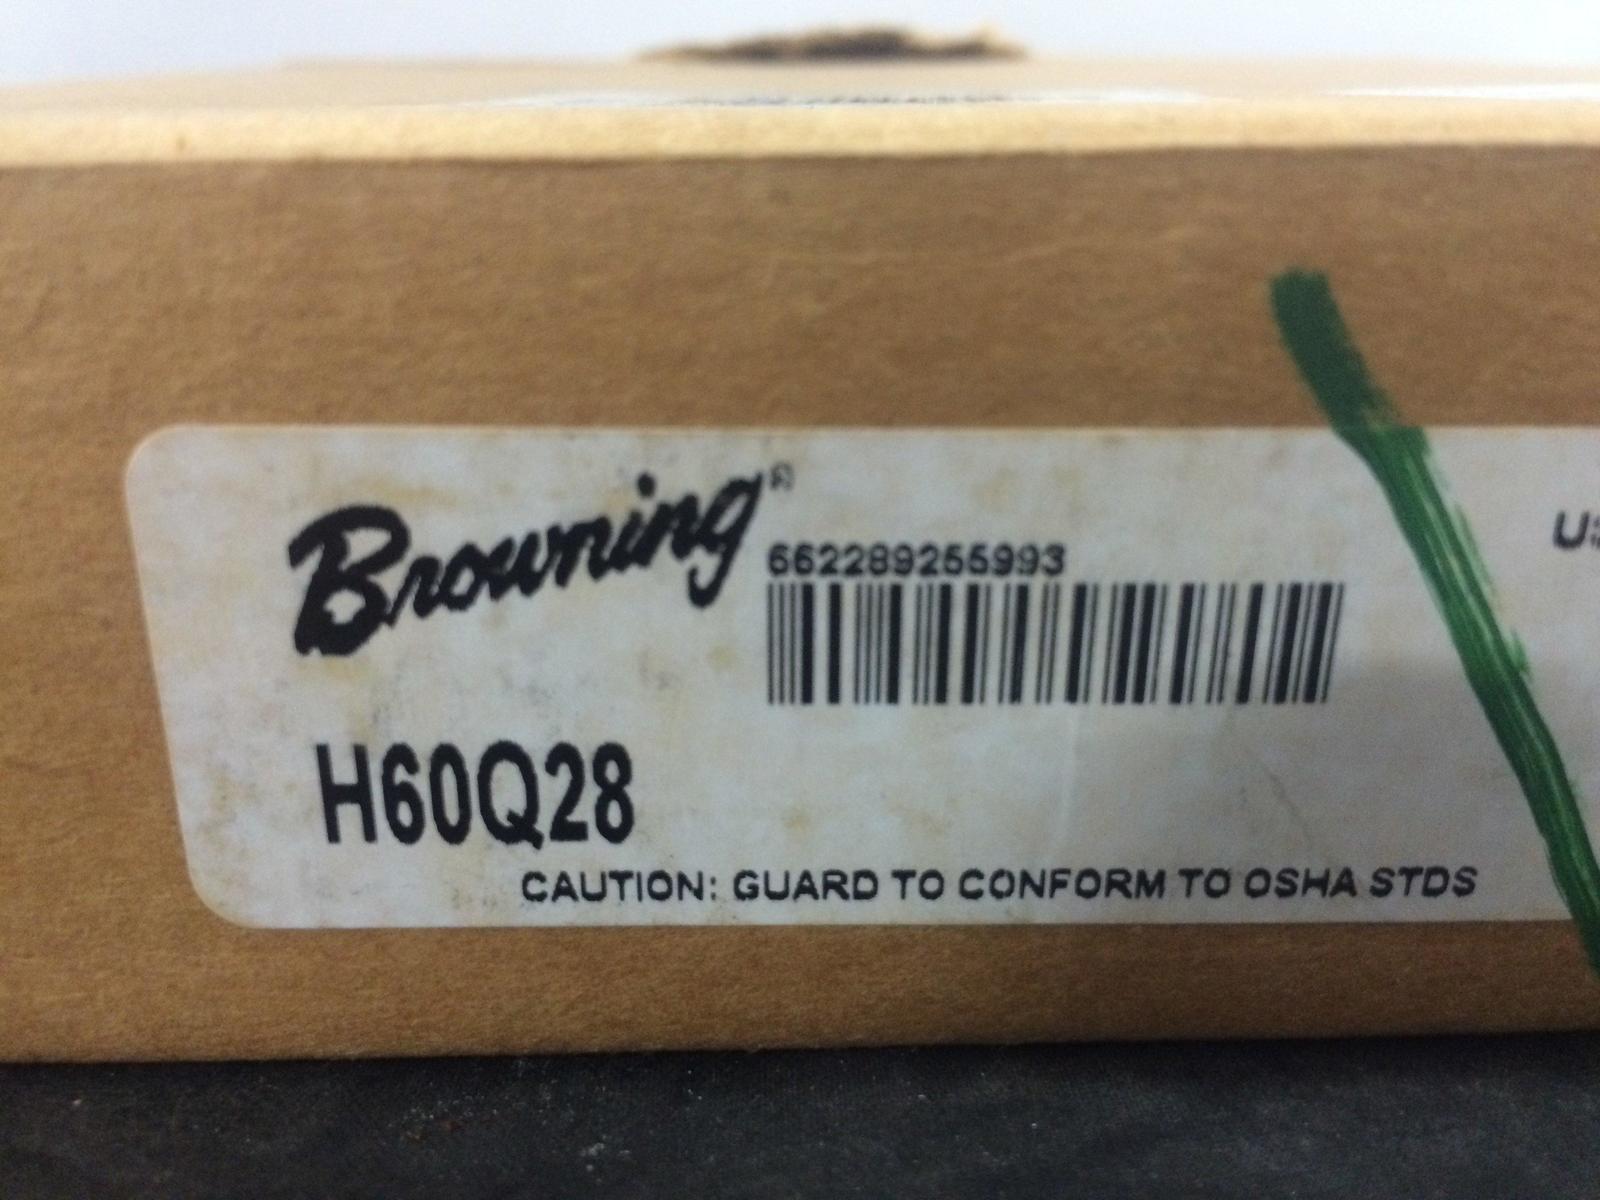 Browning®
662289255993
H60Q28
CAUTION: GUARD TO CONFORM TO OSHA STDS